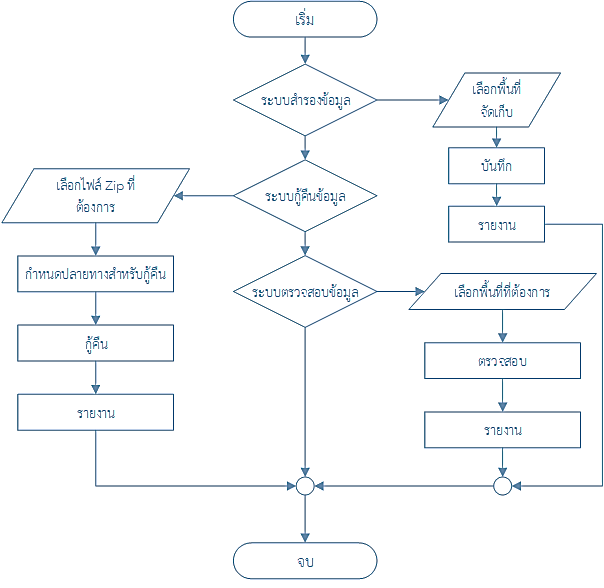 เริ่ม
ระบบสำรองข้อมูล
เลือกพื้นที่
จัดเก็บ
บันทึก
รายงาน
ระบบกู้คืนข้อมูล
เลือกไฟล์ Zip ที่
ต้องการ
กำหนดปลายทางสำหรับกู้คืน
กู้คืน
รายงาน
ระบบตรวจสอบข้อมูล
เลือกพื้นที่ที่ต้องการ
ตรวจสอบ
รายงาน
จบ